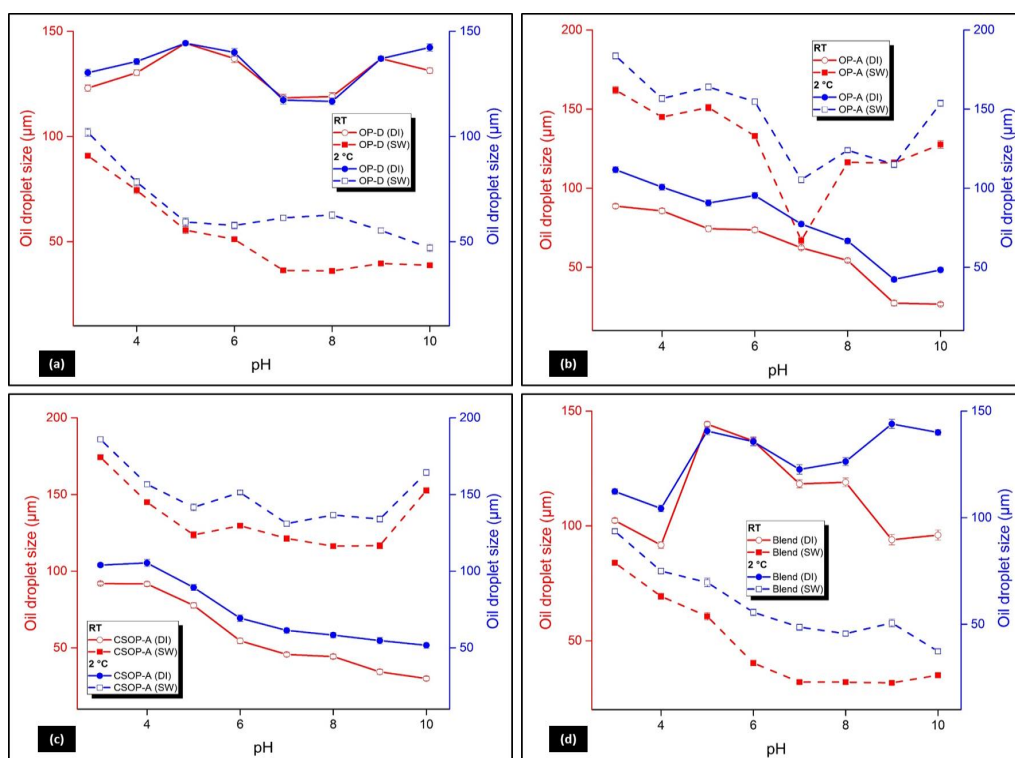 150
100
50
Oil droplet size (µm)
150
100
50
Oil droplet size (µm)
RT
OP-D (DI)
OP-D (SW)
2 °C
OP-D (DI)
OP-D (SW)
4
6
8
10
pH
(a)
200
150
100
50
Oil droplet size (µm)
200
150
100
50
0
Oil droplet size (µm)
RT
OP-A (DI)
OP-A (SW)
2 °C
OP-A (DI)
OP-A (SW)
4
6
8
10
pH
(b)
200
150
100
50
Oil droplet size (µm)
200
150
100
50
0
Oil droplet size (µm)
RT
CSOP-A (DI)
CSOP-A (SW)
2 °C
CSOP-A (DI)
CSOP-A (SW)
4
6
8
10
pH
(c)
150
100
50
Oil droplet size (µm)
150
100
50
Oil droplet size (µm)
RT
Blend (DI)
Blend (SW)
2 °C
Blend (DI)
Blend (SW)
4
6
8
10
pH
(d)